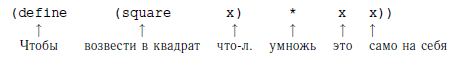 (define (square x) * x x))
↑ ↑ ↑ ↑ ↑ ↑
Чтобы возвести в квадрат что-л. умножь это само на себя